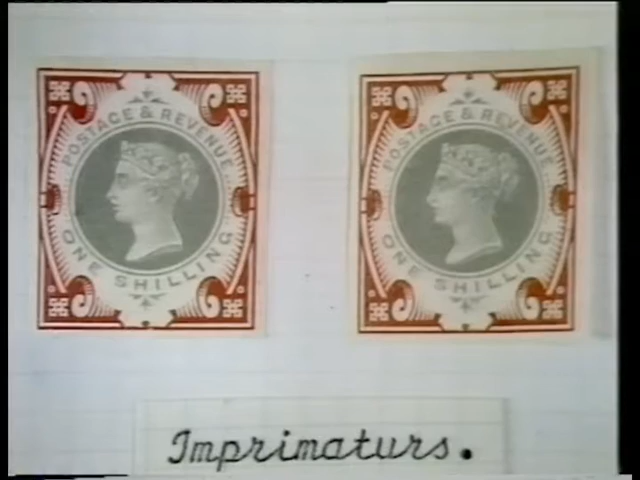 POSTAGE & REVENUE
ONE SHILLING
POSTAGE & REVENUE
ONE SHILLING
Imprimaturs.